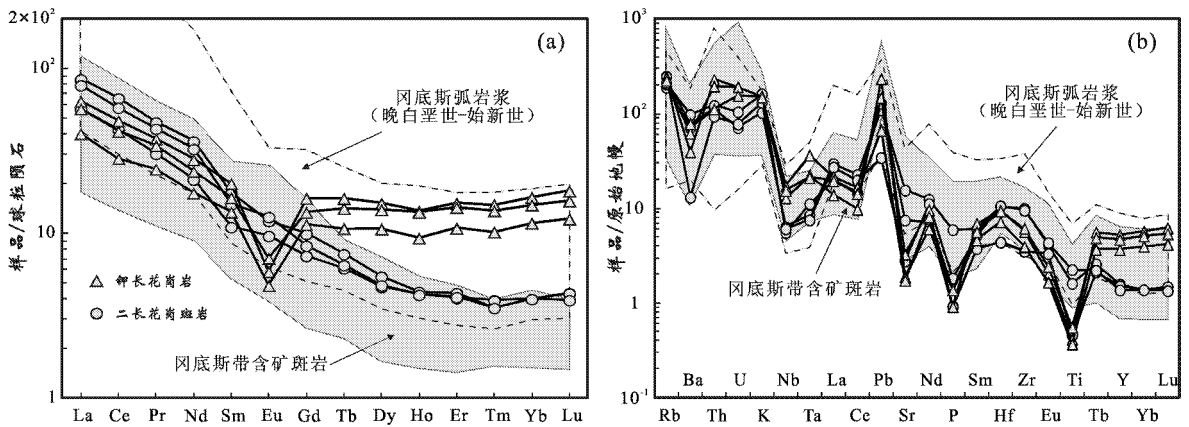 2×10²
10²
10
1
样品/球粒陨石
(a)
冈底斯弧岩浆
(晚白垩世-始新世)
钾长花岗岩
二长花岗斑岩
冈底斯带含矿斑岩
La Ce Pr Nd Sm Eu Gd Tb Dy Ho Er Tm Yb Lu
10³
10²
10
1
10⁻¹
样品/原始地幔
(b)
冈底斯弧岩浆
(晚白垩世-始新世)
冈底斯带含矿斑岩
Ba U Nb La Pb Nd Sm Zr Ti Y Lu
Rb Th K Ta Ce Sr P Hf Eu Tb Yb